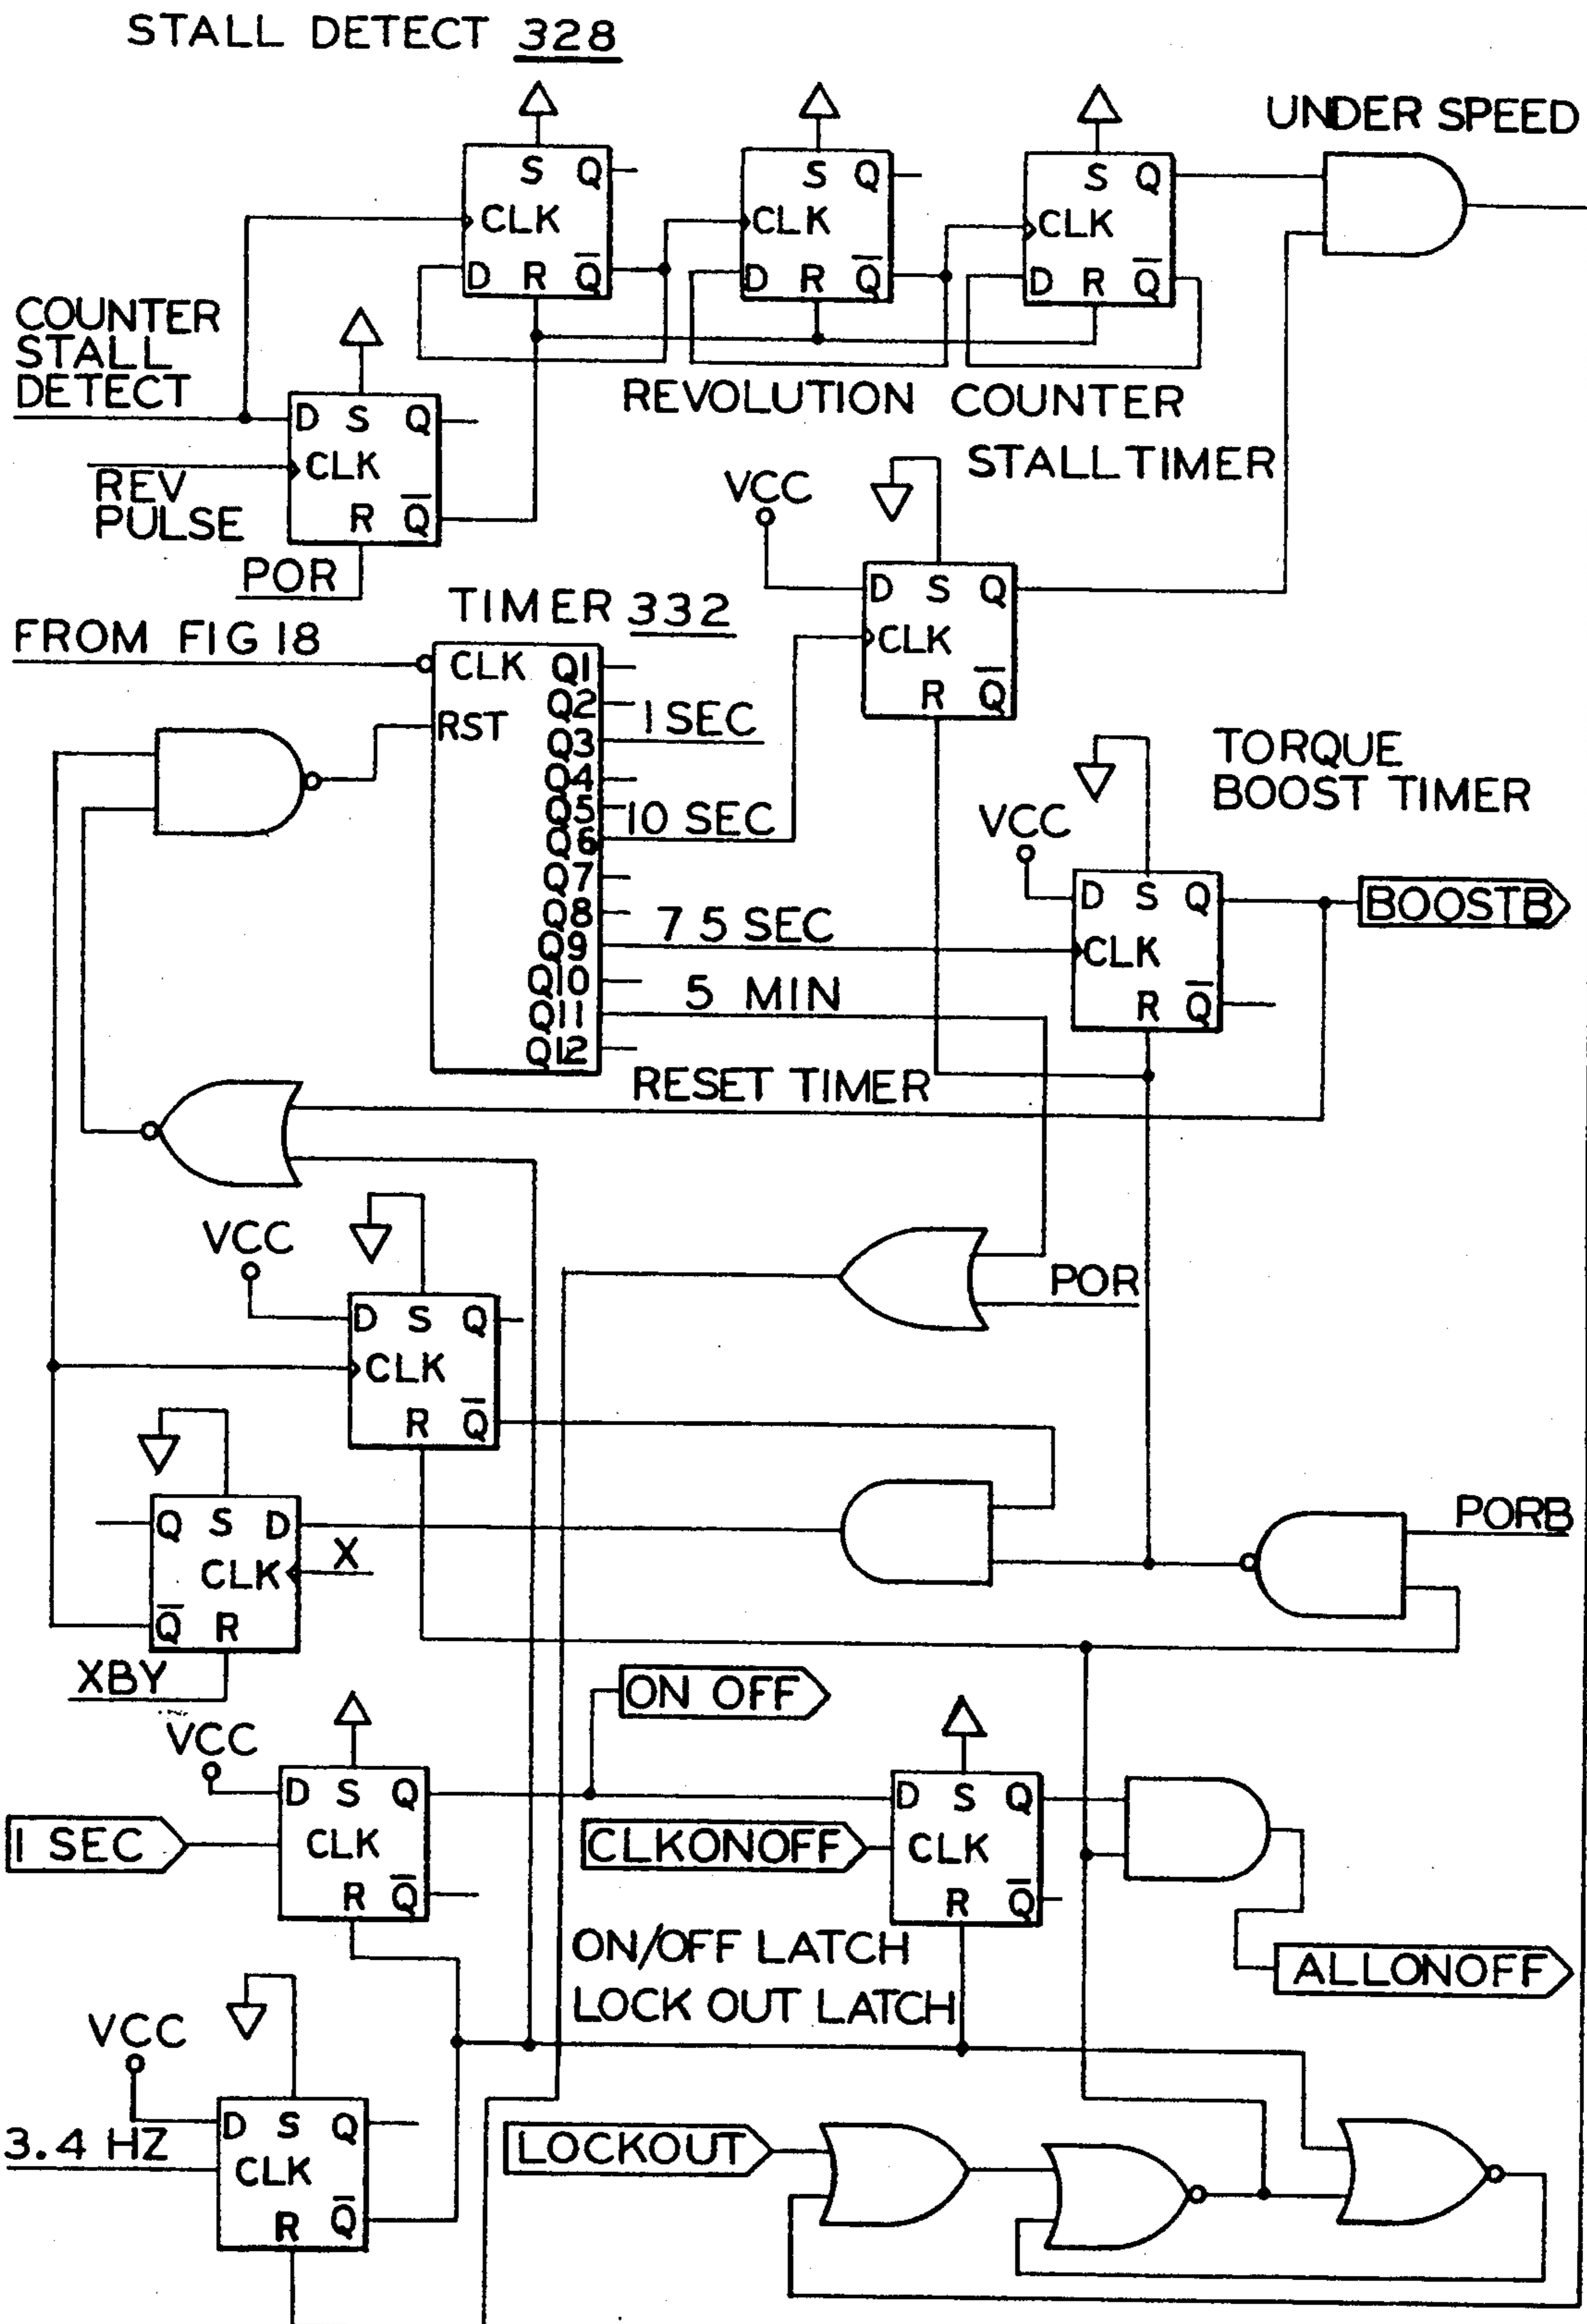 STALL DETECT 328
UNDER SPEED
S Q
CLK
D R Q
S Q
CLK
D R Q
S Q
CLK
D R Q
COUNTER
STALL
DETECT
REVOLUTION COUNTER
D S Q
CLK
R Q
REV
PULSE
POR
STALL TIMER
VCC
D S Q
CLK
R Q
TIMER 332
FROM FIG 18
CLK Q1
Q2
RST
Q3
Q4
Q5
Q6
Q7
Q8
Q9
Q10
Q11
Q12
1 SEC
10 SEC
7 5 SEC
5 MIN
TORQUE
BOOST TIMER
VCC
D S Q
CLK
R Q
BOOSTB
RESET TIMER
VCC
D S Q
CLK
R Q
POR
Q S D
CLK
X
Q R
XBY
PORB
ON OFF
VCC
D S Q
CLK
R Q
1 SEC
CLKONOFF
D S Q
CLK
R Q
ALLONOFF
ON/OFF LATCH
LOCK OUT LATCH
VCC
D S Q
CLK
R Q
3.4 HZ
LOCKOUT